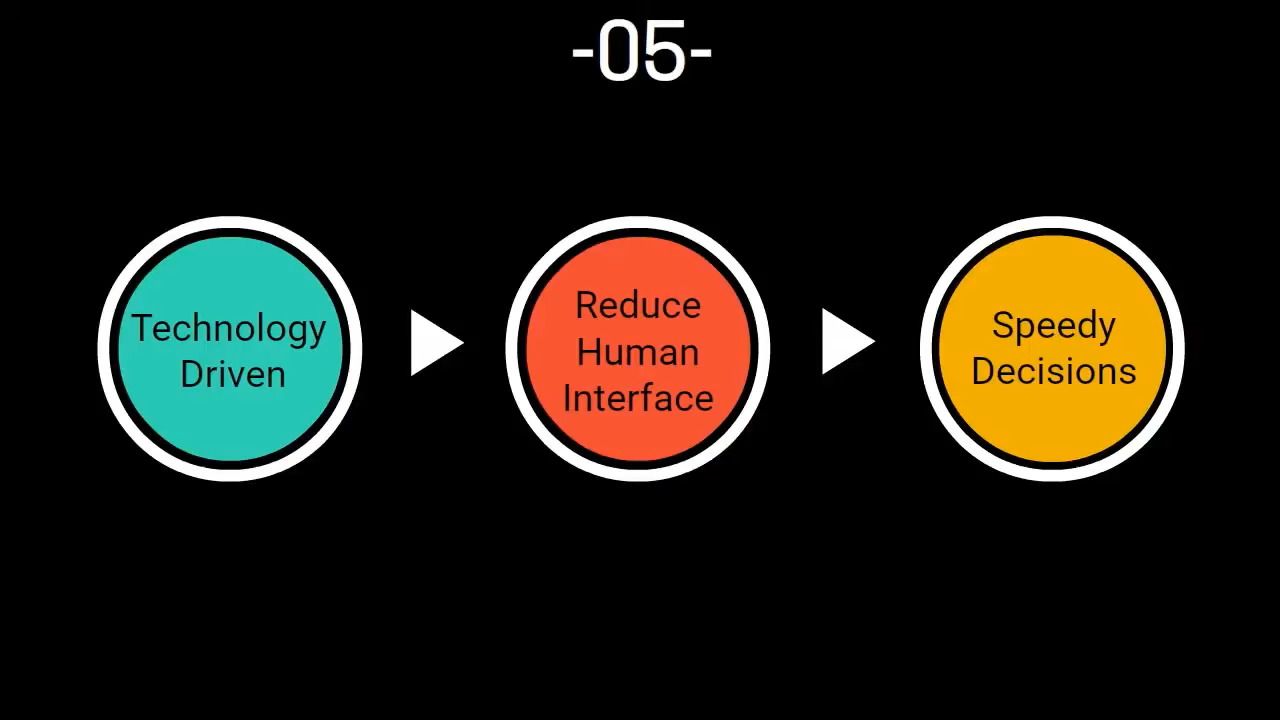 -05-
Technology
Driven
Reduce
Human
Interface
Speedy
Decisions